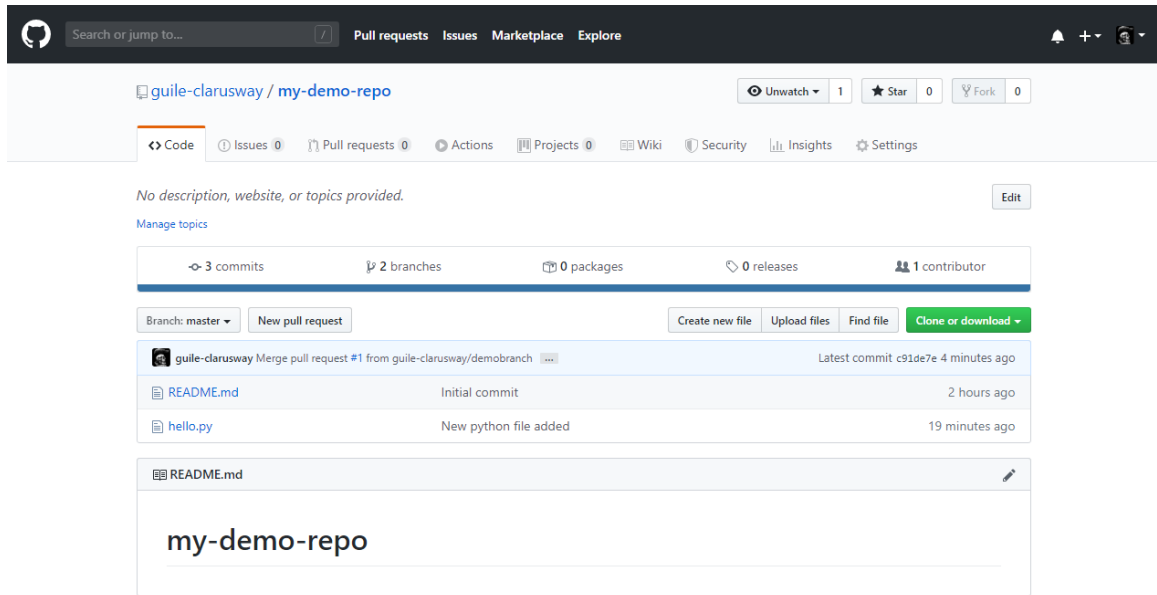 Search or jump to... / Pull requests Issues Marketplace Explore
guile-clarusway / my-demo-repo Unwatch 1 Star 0 Fork 0
Code Issues 0 Pull requests 0 Actions Projects 0 Wiki Security Insights Settings
No description, website, or topics provided. Edit
Manage topics
3 commits 2 branches 0 packages 0 releases 1 contributor
Branch: master New pull request Create new file Upload files Find file Clone or download
guile-clarusway Merge pull request #1 from guile-clarusway/demobranch ... Latest commit c91de7e 4 minutes ago
README.md Initial commit 2 hours ago
hello.py New python file added 19 minutes ago
README.md
my-demo-repo